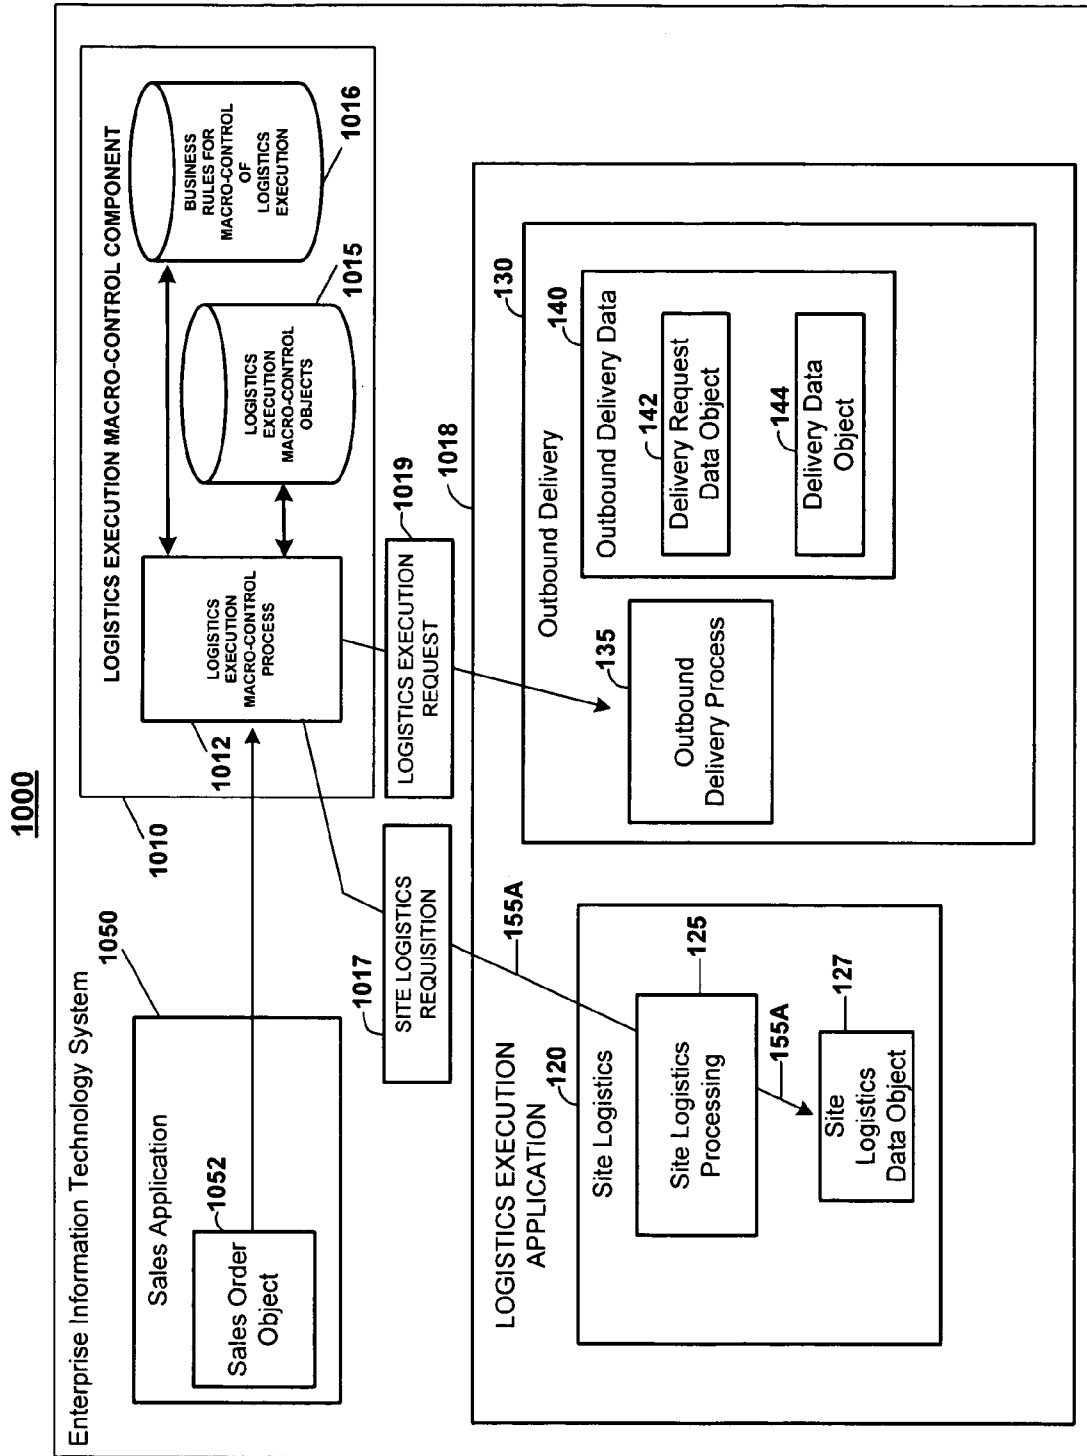 1000
Enterprise Information Technology System
Sales Application
1050
Sales Order
Object
1052
1010
LOGISTICS EXECUTION MACRO-CONTROL COMPONENT
LOGISTICS
EXECUTION
MACRO-CONTROL
PROCESS
1012
LOGISTICS
EXECUTION
MACRO-CONTROL
OBJECTS
1015
BUSINESS
RULES FOR
MACRO-CONTROL
OF
LOGISTICS
EXECUTION
1016
1017
SITE LOGISTICS
REQUISITION
LOGISTICS EXECUTION
REQUEST
1019
155A
1018
LOGISTICS EXECUTION
APPLICATION
120
Site Logistics
Site Logistics
Processing
125
155A
Site
Logistics
Data Object
127
Outbound Delivery
130
135
Outbound
Delivery Process
Outbound Delivery Data
140
142
Delivery Request
Data Object
144
Delivery Data
Object